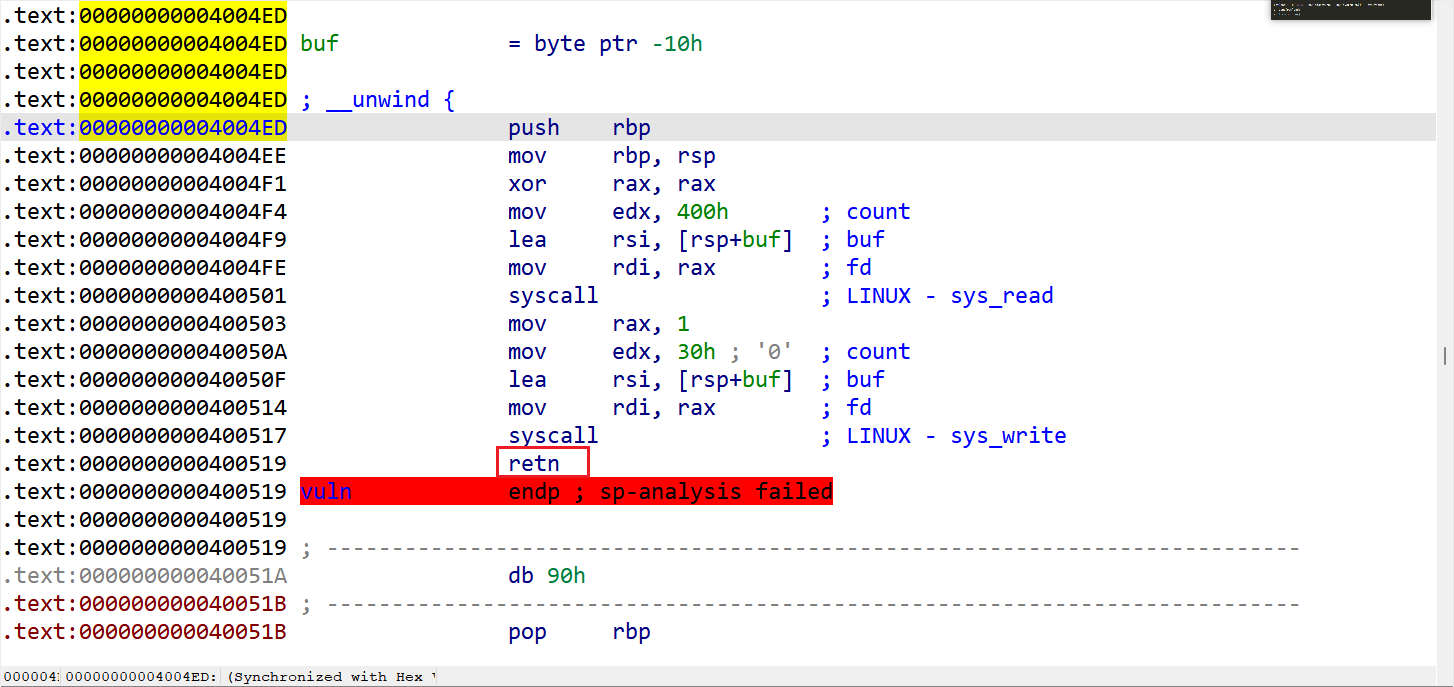 .text:00000000004004ED
.text:00000000004004ED buf = byte ptr -10h
.text:00000000004004ED
.text:00000000004004ED ; __unwind {
.text:00000000004004ED push rbp
.text:00000000004004EE mov rbp, rsp
.text:00000000004004F1 xor rax, rax
.text:00000000004004F4 mov edx, 400h ; count
.text:00000000004004F9 lea rsi, [rsp+buf] ; buf
.text:00000000004004FE mov rdi, rax ; fd
.text:0000000000400501 syscall ; LINUX - sys_read
.text:0000000000400503 mov rax, 1
.text:000000000040050A mov edx, 30h ; '0' ; count
.text:000000000040050F lea rsi, [rsp+buf] ; buf
.text:0000000000400514 mov rdi, rax ; fd
.text:0000000000400517 syscall ; LINUX - sys_write
.text:0000000000400519 retn
.text:0000000000400519 vuln endp ; sp-analysis failed
.text:0000000000400519
.text:0000000000400519 ; ---------------------------------------------------------------------------
.text:000000000040051A db 90h
.text:000000000040051B ; ---------------------------------------------------------------------------
.text:000000000040051B pop rbp
00000000004004ED: (Synchronized with Hex